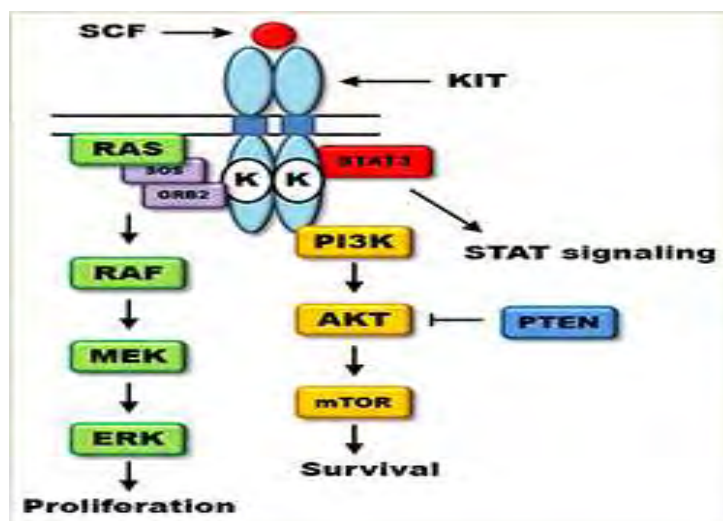 SCF
KIT
RAS
SOS
GRB2
K K
STAT3
PI3K
STAT signaling
RAF
AKT
PTEN
MEK
mTOR
ERK
Survival
Proliferation